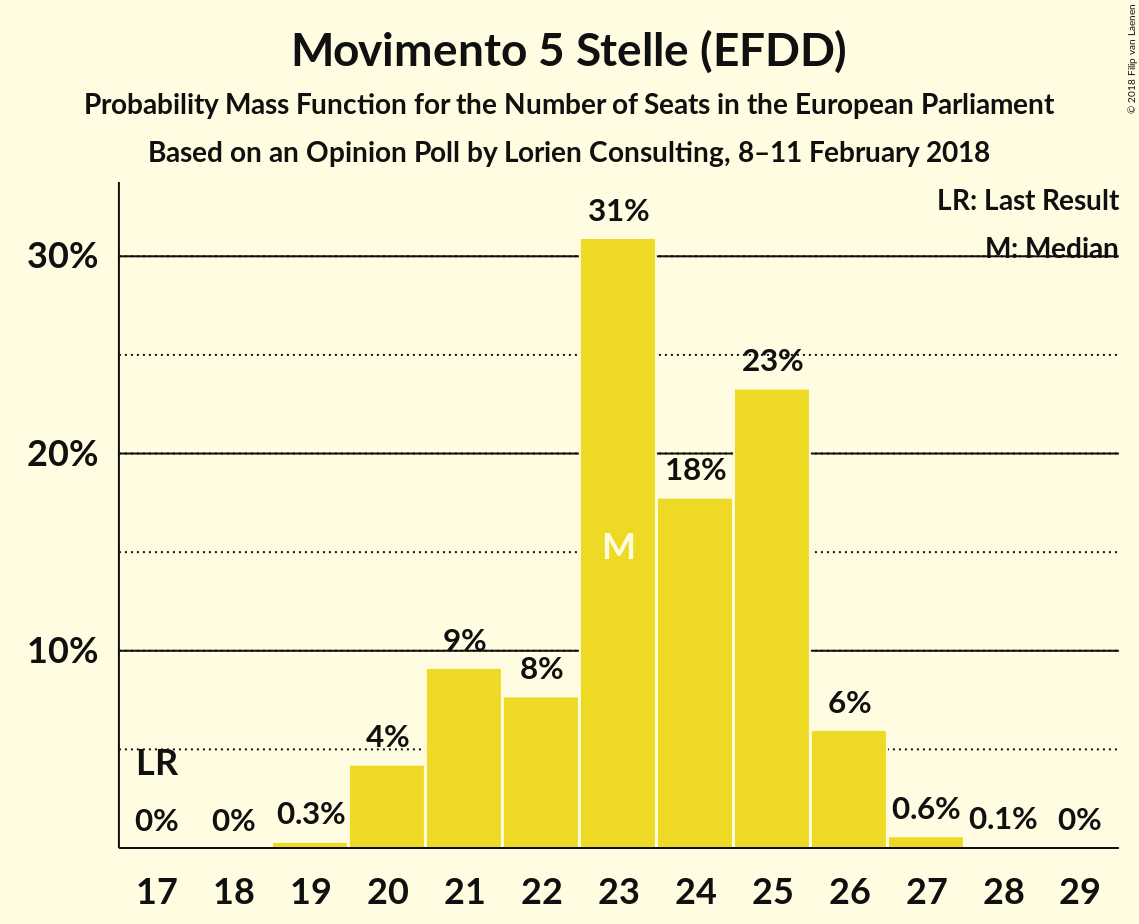 Movimento 5 Stelle (EFDD)
Probability Mass Function for the Number of Seats in the European Parliament
Based on an Opinion Poll by Lorien Consulting, 8–11 February 2018
© 2018 Filip van Laenen
LR: Last Result
M: Median
30%
20%
10%
31%
23%
18%
M
9%
8%
6%
4%
LR
0%
0%
0.3%
0.6%
0.1%
0%
17 18 19 20 21 22 23 24 25 26 27 28 29